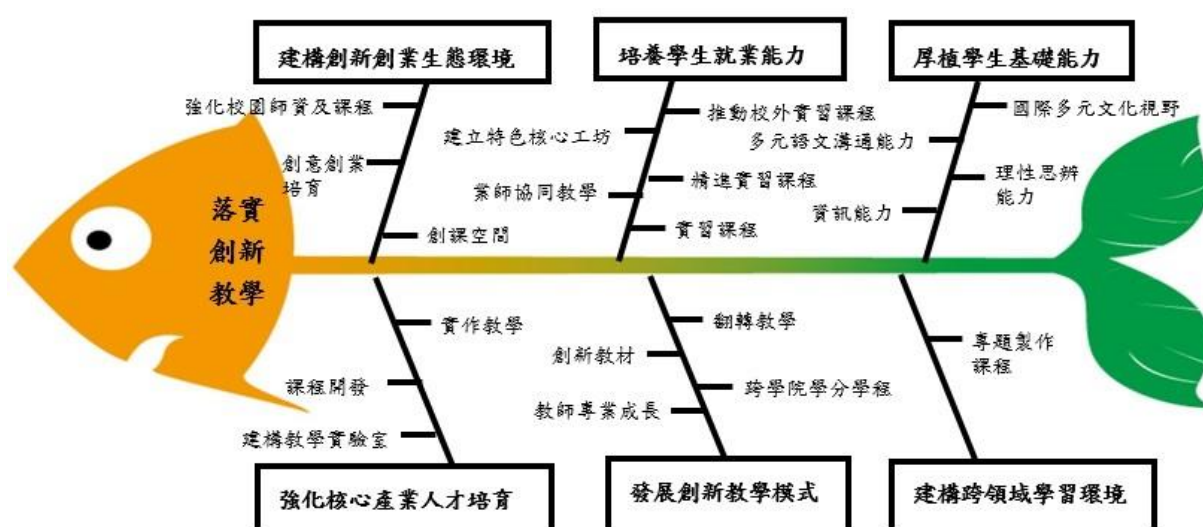 建構創新創業生態環境
培養學生就業能力
厚植學生基礎能力
強化校園師資及課程
創意創業
培育
創課空間
推動校外實習課程
建立特色核心工坊
精進實習課程
業師協同教學
實習課程
國際多元文化視野
多元語文溝通能力
理性思辨
能力
資訊能力
落實
創新
教學
實作教學
課程開發
建構教學實驗室
翻轉教學
創新教材
跨學院學分學程
教師專業成長
專題製作
課程
強化核心產業人才培育
發展創新教學模式
建構跨領域學習環境